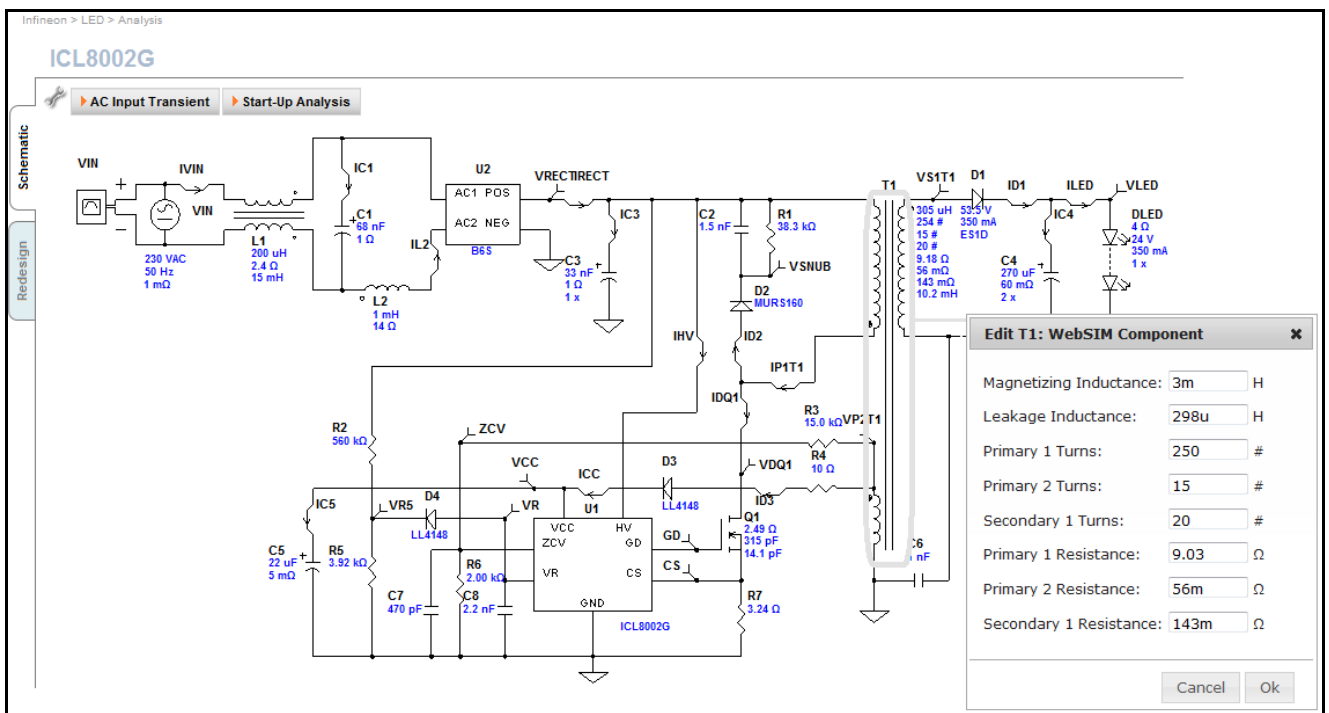 Infineon > LED > Analysis
ICL8002G
AC Input Transient
Start-Up Analysis
Schematic
Redesign
VIN
IVIN
VIN
+
−
230 VAC
50 Hz
1 mΩ
L1
200 uH
2.4 Ω
15 mH
IC1
+
C1
68 nF
1 Ω
L2
1 mH
14 Ω
IL2
U2
AC1 POS
AC2 NEG
B6S
VRECT
IRECT
IC3
C3
+
33 nF
1 Ω
1 x
C2
1.5 nF
R1
38.3 kΩ
VSNUB
D2
MURS160
ID2
IHV
IP1T1
IDQ1
T1
VS1T1
305 uH
254 #
15 #
20 #
9.18 Ω
56 mΩ
143 mΩ
10.2 mH
D1
53.5 V
350 mA
ES1D
ID1
ILED
VLED
IC4
C4
+
270 uF
60 mΩ
2 x
DLED
4 Ω
24 V
350 mA
1 x
R2
560 kΩ
ZCV
R3
15.0 kΩ
VP2T1
R4
10 Ω
VCC
ICC
D3
LL4148
ID3
VDQ1
IC5
VR5
D4
LL4148
VR
U1
VCC HV
ZCV GD
VR CS
GND
ICL8002G
GD
CS
Q1
2.49 Ω
315 pF
14.1 pF
C5
22 uF
+
5 mΩ
R5
3.92 kΩ
R6
2.00 kΩ
C7
470 pF
C8
2.2 nF
R7
3.24 Ω
nF
Edit T1: WebSIM Component ×
Magnetizing Inductance: 3m H
Leakage Inductance: 298u H
Primary 1 Turns: 250 #
Primary 2 Turns: 15 #
Secondary 1 Turns: 20 #
Primary 1 Resistance: 9.03 Ω
Primary 2 Resistance: 56m Ω
Secondary 1 Resistance: 143m Ω
Cancel Ok